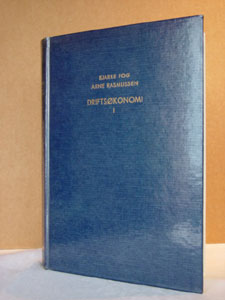 BJARKE FOG
ARNE RASMUSSEN
DRIFTSØKONOMI
I